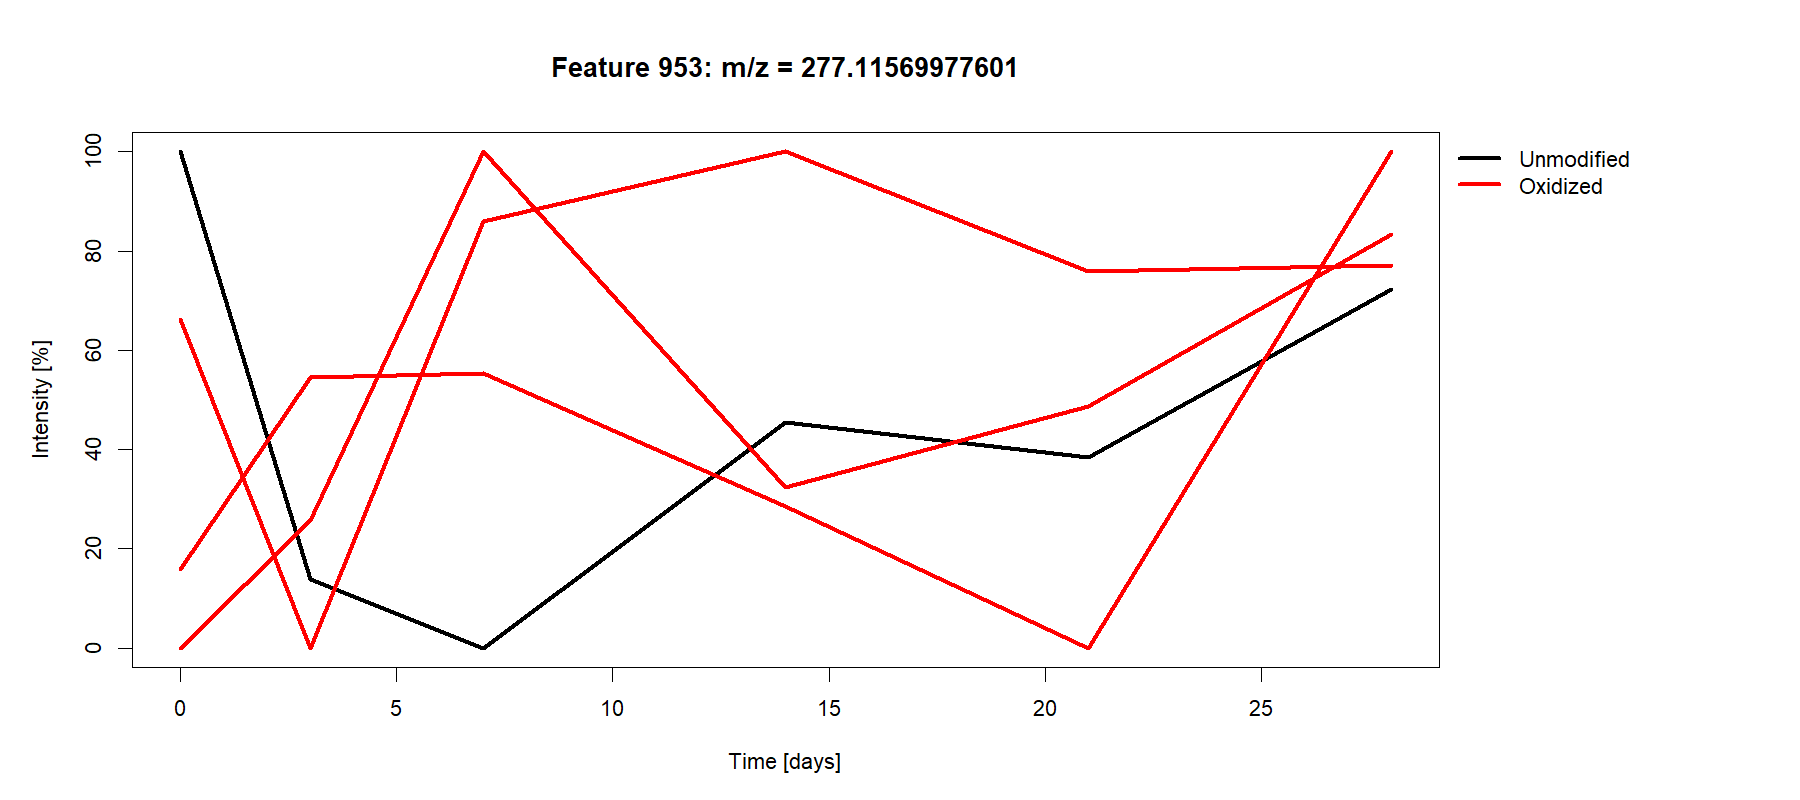 Feature 953: m/z = 277.11569977601
Unmodified
Oxidized
Intensity [%]
100
80
60
40
20
0
0 5 10 15 20 25
Time [days]